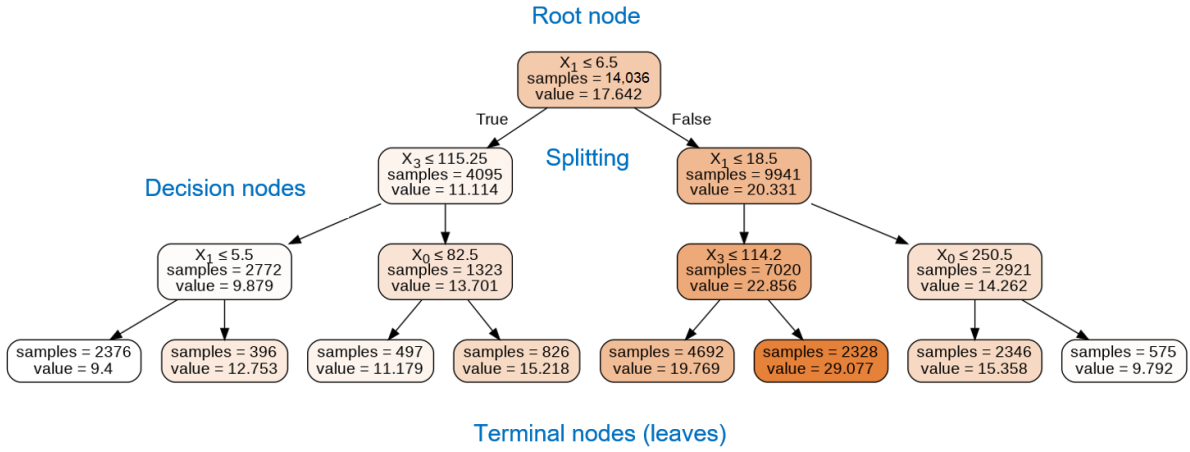 Root node
X₁ ≤ 6.5
samples = 14,036
value = 17.642
True
False
Splitting
Decision nodes
X₃ ≤ 115.25
samples = 4095
value = 11.114
X₁ ≤ 18.5
samples = 9941
value = 20.331
X₁ ≤ 5.5
samples = 2772
value = 9.879
X₀ ≤ 82.5
samples = 1323
value = 13.701
X₃ ≤ 114.2
samples = 7020
value = 22.856
X₀ ≤ 250.5
samples = 2921
value = 14.262
samples = 2376
value = 9.4
samples = 396
value = 12.753
samples = 497
value = 11.179
samples = 826
value = 15.218
samples = 4692
value = 19.769
samples = 2328
value = 29.077
samples = 2346
value = 15.358
samples = 575
value = 9.792
Terminal nodes (leaves)